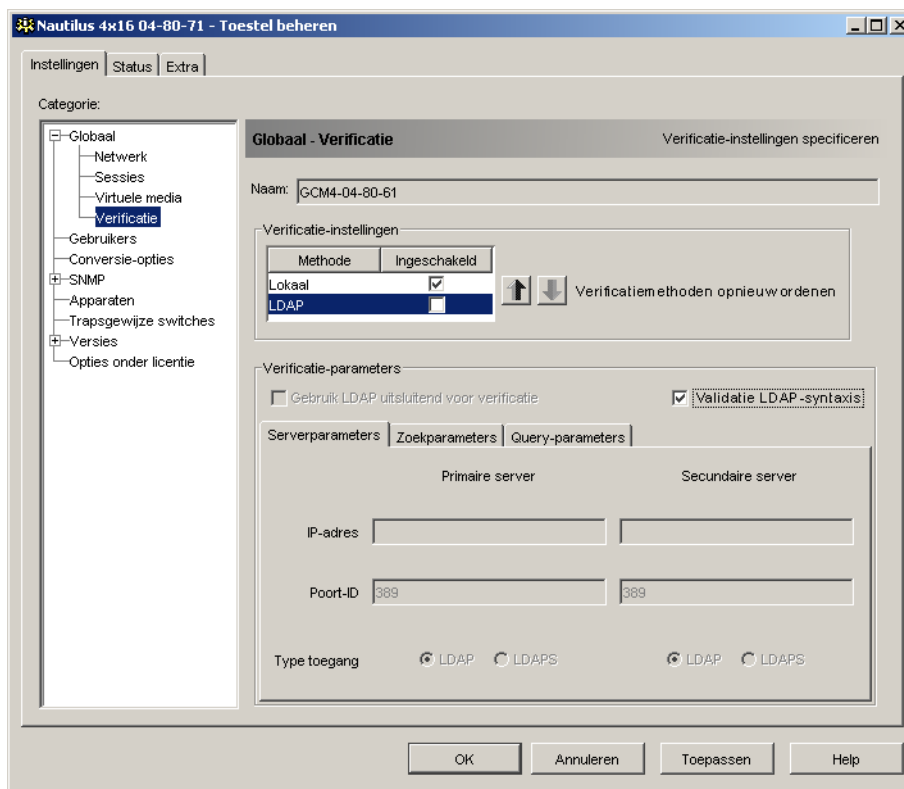 Nautilus 4x16 04-80-71 - Toestel beheren
Instellingen Status Extra
Categorie:
Globaal
Netwerk
Sessies
Virtuele media
Verificatie
Gebruikers
Conversie-opties
SNMP
Apparaten
Trapsgewijze switches
Versies
Opties onder licentie
Globaal - Verificatie Verificatie-instellingen specificeren
Naam: GCM4-04-80-61
Verificatie-instellingen
Methode Ingeschakeld
Lokaal
LDAP
Verificatiemethoden opnieuw ordenen
Verificatie-parameters
Gebruik LDAP uitsluitend voor verificatie Validatie LDAP-syntaxis
Serverparameters Zoekparameters Query-parameters
Primaire server Secundaire server
IP-adres
Poort-ID 389 389
Type toegang LDAP LDAPS LDAP LDAPS
OK Annuleren Toepassen Help